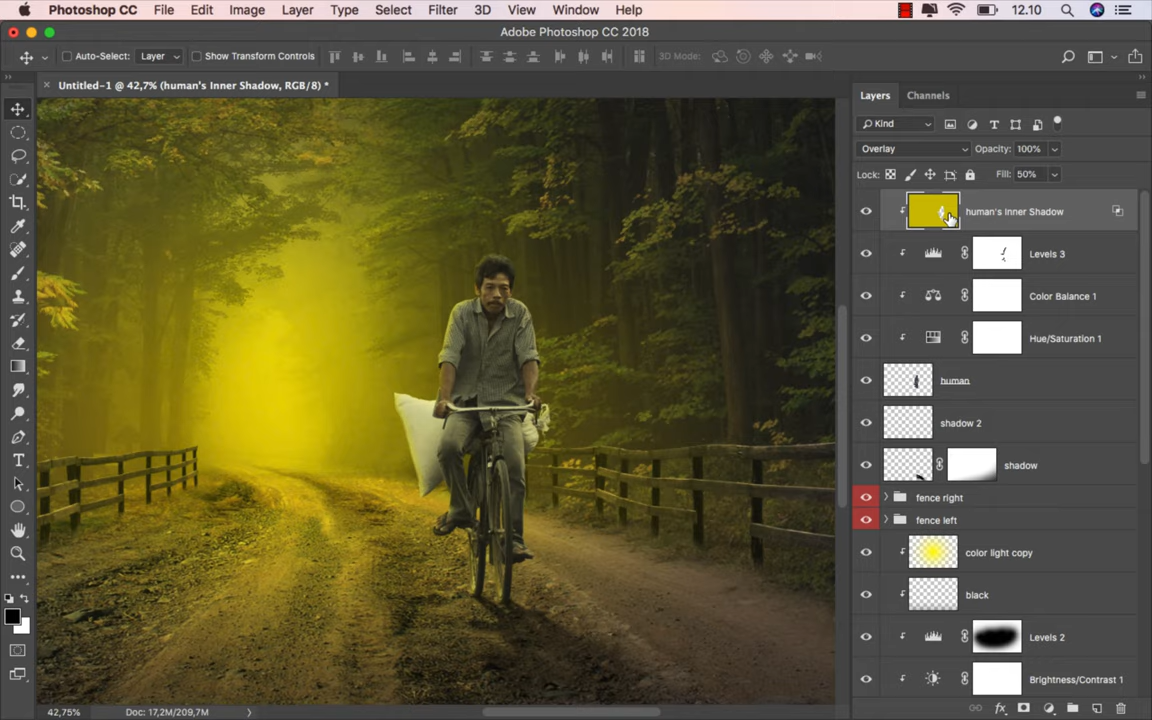 Photoshop CC File Edit Image Layer Type Select Filter 3D View Window Help 12.10
Adobe Photoshop CC 2018
Auto-Select: Layer Show Transform Controls 3D Mode:
Untitled-1 @ 42,7% (human's Inner Shadow, RGB/8) *
Layers Channels
Kind
Overlay Opacity: 100%
Lock: Fill: 50%
human's Inner Shadow
Levels 3
Color Balance 1
Hue/Saturation 1
human
shadow 2
shadow
fence right
fence left
color light copy
black
Levels 2
Brightness/Contrast 1
42,75% Doc: 17,2M/209,7M